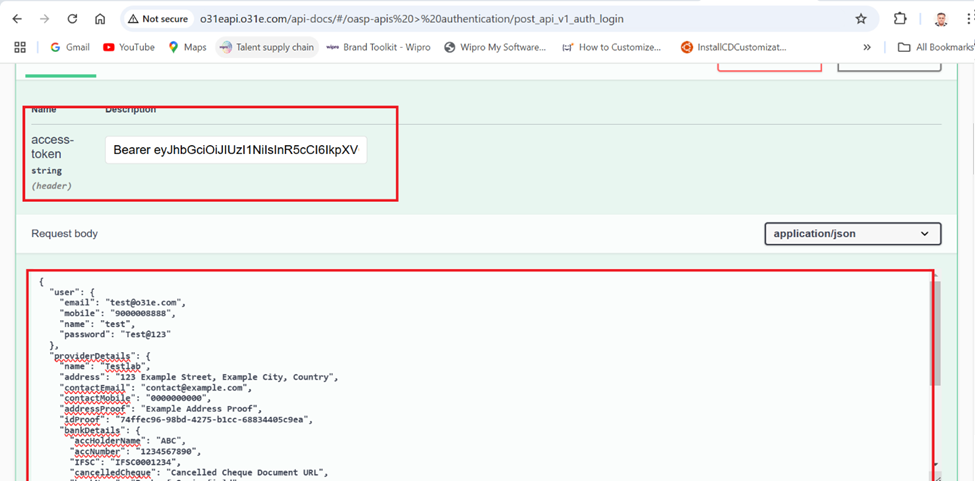 Not secure o31eapi.o31e.com/api-docs/#/oasp-apis%20>%20authentication/post_api_v1_auth_login
Gmail YouTube Maps Talent supply chain Brand Toolkit - Wipro Wipro My Software... How to Customize... InstallCDCustomizat... » All Bookmarks
Name Description
access-
token
string
(header)
Bearer eyJhbGciOiJIUzI1NiIsInR5cCI6IkpXV
Request body application/json
{
"user": {
"email": "test@o31e.com",
"mobile": "9000008888",
"name": "test",
"password": "Test@123"
},
"providerDetails": {
"name": "Testlab",
"address": "123 Example Street, Example City, Country",
"contactEmail": "contact@example.com",
"contactMobile": "0000000000",
"addressProof": "Example Address Proof",
"idProof": "74ffec96-98bd-4275-b1cc-68834405c9ea",
"bankDetails": {
"accHolderName": "ABC",
"accNumber": "1234567890",
"IFSC": "IFSC0001234",
"cancelledCheque": "Cancelled Cheque Document URL",